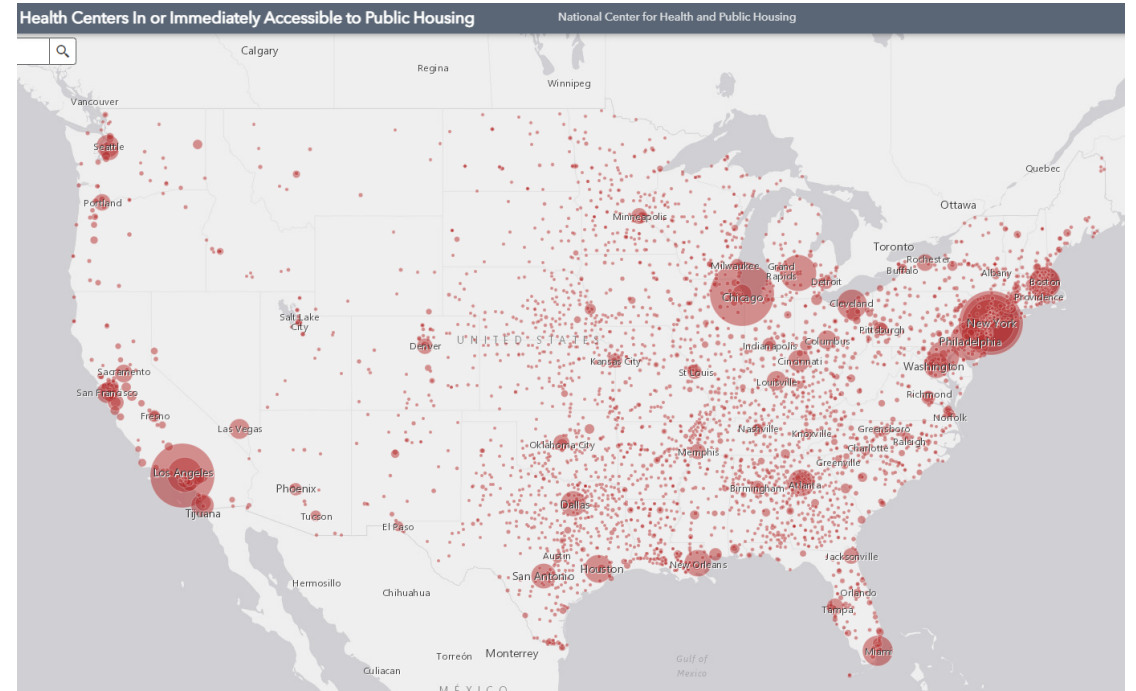 Health Centers In or Immediately Accessible to Public Housing
National Center for Health and Public Housing
Calgary
Regina
Winnipeg
Vancouver
Seattle
Quebec
Portland
Ottawa
Minneapolis
Toronto
Rochester
Buffalo
Milwaukee
Grand
Rapids
Detroit
Albany
Boston
Chicago
Cleveland
Providence
Salt Lake
City
New York
Pittsburgh
Denver
UNITED STATES
Indianapolis
Columbus
Philadelphia
Kansas City
Cincinnati
Washington
Sacramento
St Louis
Louisville
San Francisco
Richmond
Fresno
Norfolk
Las Vegas
Nashville
Knoxville
Greensboro
Raleigh
Oklahoma City
Memphis
Charlotte
Greenville
Los Angeles
Phoenix
Birmingham
Atlanta
Dallas
Tijuana
Tucson
El Paso
Austin
Jacksonville
San Antonio
Houston
New Orleans
Hermosillo
Chihuahua
Orlando
Tampa
Miami
Torreón
Monterrey
Gulf of
Mexico
Culiacan
MÉXICO